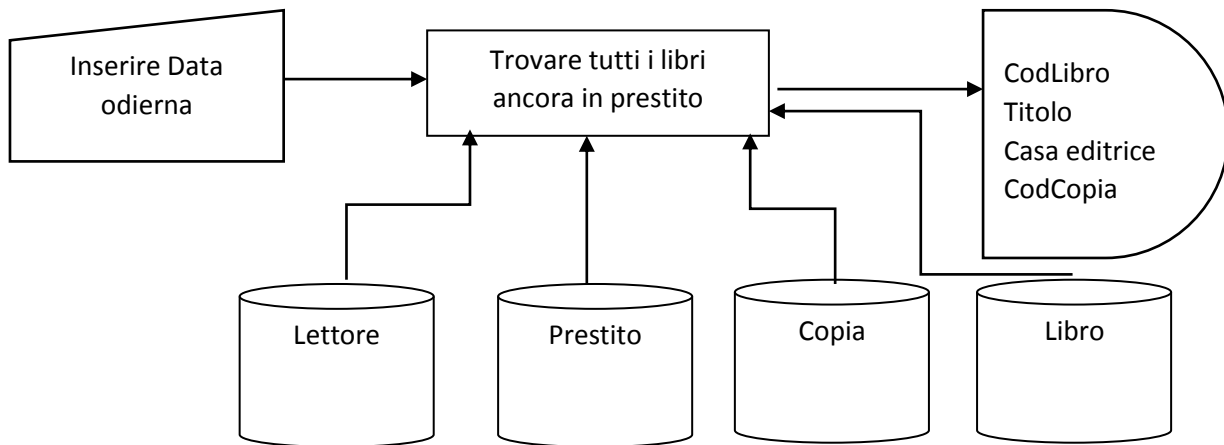 Inserire Data
odierna
Trovare tutti i libri
ancora in prestito
CodLibro
Titolo
Casa editrice
CodCopia
Lettore
Prestito
Copia
Libro